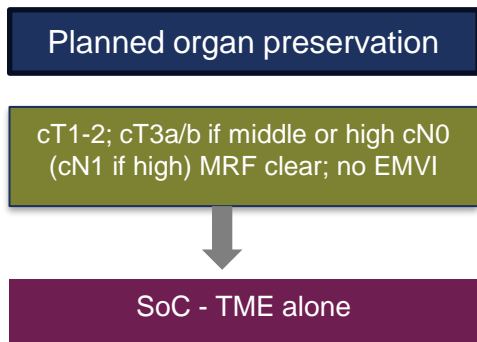 Planned organ preservation
cT1-2; cT3a/b if middle or high cN0
(cN1 if high) MRF clear; no EMVI
SoC - TME alone